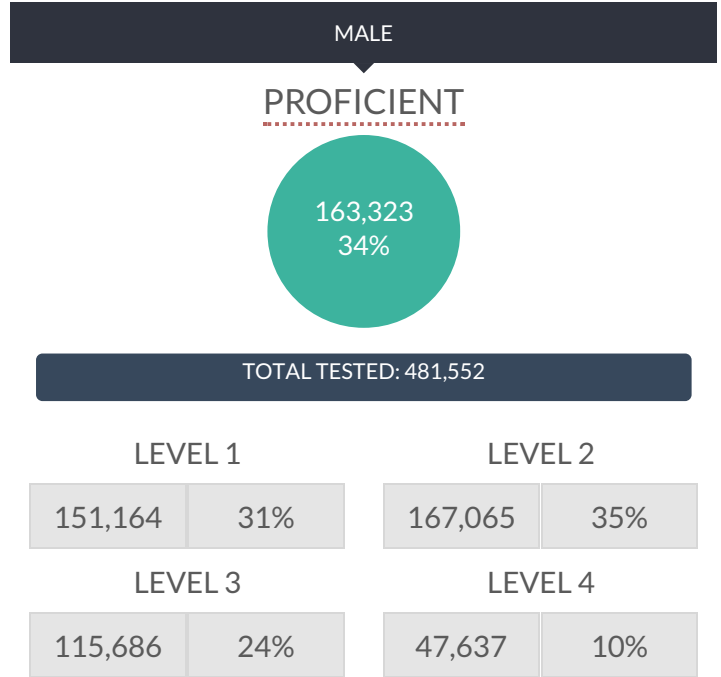 MALE
PROFICIENT
163,323
34%
TOTAL TESTED: 481,552
LEVEL 1
151,164 31%
LEVEL 2
167,065 35%
LEVEL 3
115,686 24%
LEVEL 4
47,637 10%